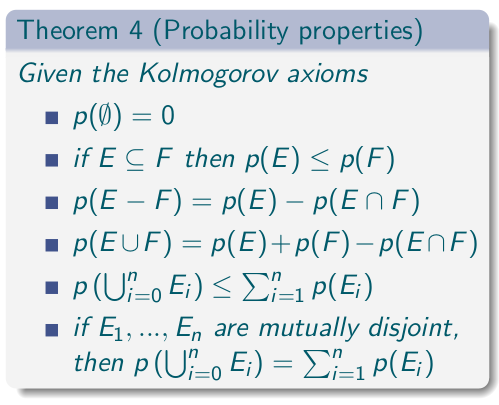 Theorem 4 (Probability properties)
Given the Kolmogorov axioms
■ p(∅) = 0
■ if E ⊆ F then p(E) ≤ p(F)
■ p(E − F) = p(E) − p(E ∩ F)
■ p(E ∪ F) = p(E)+p(F)−p(E∩F)
■ p(⋃ⁿᵢ₌₀ Eᵢ) ≤ ∑ⁿᵢ₌₁ p(Eᵢ)
■ if E₁, ..., Eₙ are mutually disjoint,
then p(⋃ⁿᵢ₌₀ Eᵢ) = ∑ⁿᵢ₌₁ p(Eᵢ)